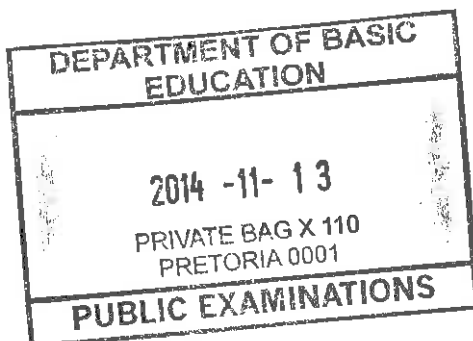 DEPARTMENT OF BASIC
EDUCATION
2014 -11- 13
PRIVATE BAG X 110
PRETORIA 0001
PUBLIC EXAMINATIONS